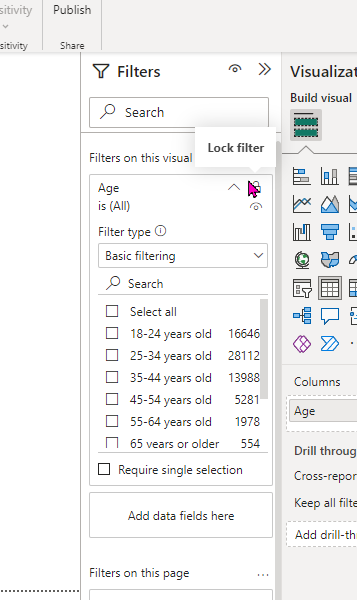 sitivity
Publish
sitivity
Share
Filters
Visualizat
Search
Build visual
Lock filter
Filters on this visual
Age
is (All)
Filter type
Basic filtering
Search
Select all
18-24 years old 16646
25-34 years old 28112
35-44 years old 13988
45-54 years old 5281
55-64 years old 1978
65 years or older 554
Require single selection
Add data fields here
Filters on this page
...
Columns
Age
Drill throug
Cross-repor
Keep all filte
Add drill-thr